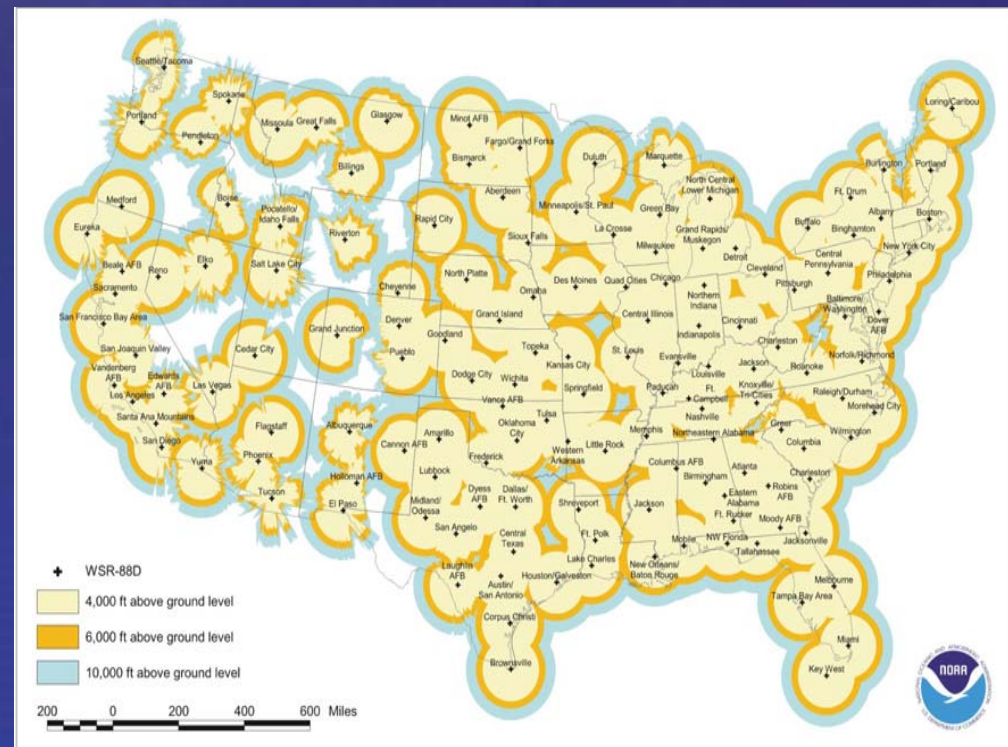 Seattle/Tacoma
Spokane
Portland
Pendleton
Missoula
Great Falls
Glasgow
Billings
Minot AFB
Fargo/Grand Forks
Bismarck
Duluth
Marquette
North Central
Lower Michigan
Loring/Caribou
Burlington
Portland
Ft. Drum
Albany
Boston
Buffalo
Binghamton
New York City
Medford
Eureka
Boise
Pocatello/
Idaho Falls
Riverton
Rapid City
Aberdeen
Minneapolis/St. Paul
Sioux Falls
La Crosse
Green Bay
Milwaukee
Grand Rapids/
Muskegon
Detroit
Cleveland
Central
Pennsylvania
Pittsburgh
Philadelphia
Beale AFB
Reno
Elko
Salt Lake City
Sacramento
Cheyenne
North Platte
Omaha
Des Moines
Quad Cities
Chicago
Northern
Indiana
Baltimore/
Washington
Dover
AFB
San Francisco Bay Area
San Joaquin Valley
Cedar City
Grand Junction
Denver
Goodland
Grand Island
Central Illinois
Indianapolis
Cincinnati
Charleston
Norfolk/Richmond
Vandenberg
AFB
Edwards
AFB
Las Vegas
Pueblo
Dodge City
Topeka
Wichita
Kansas City
St. Louis
Evansville
Louisville
Jackson
Roanoke
Los Angeles
Santa Ana Mountains
San Diego
Yuma
Flagstaff
Phoenix
Tucson
Albuquerque
Holloman AFB
El Paso
Cannon AFB
Amarillo
Vance AFB
Oklahoma
City
Tulsa
Springfield
Paducah
Ft.
Campbell
Nashville
Knoxville/
Tri Cities
Raleigh/Durham
Morehead City
Wilmington
Lubbock
Frederick
Western
Arkansas
Little Rock
Memphis
Northeastern Alabama
Greer
Columbia
Charleston
Midland/
Odessa
San Angelo
Dyess
AFB
Dallas/
Ft. Worth
Shreveport
Columbus AFB
Birmingham
Atlanta
Robins
AFB
Jackson
Eastern
Alabama
Ft. Rucker
Moody AFB
Central
Texas
Ft. Polk
Mobile
NW Florida
Tallahassee
Jacksonville
Laughlin
AFB
Austin/
San Antonio
Houston/Galveston
Lake Charles
New Orleans/
Baton Rouge
Corpus Christi
Brownsville
Melbourne
Tampa Bay Area
Miami
Key West
WSR-88D
4,000 ft above ground level
6,000 ft above ground level
10,000 ft above ground level
200 0 200 400 600 Miles
NOAA